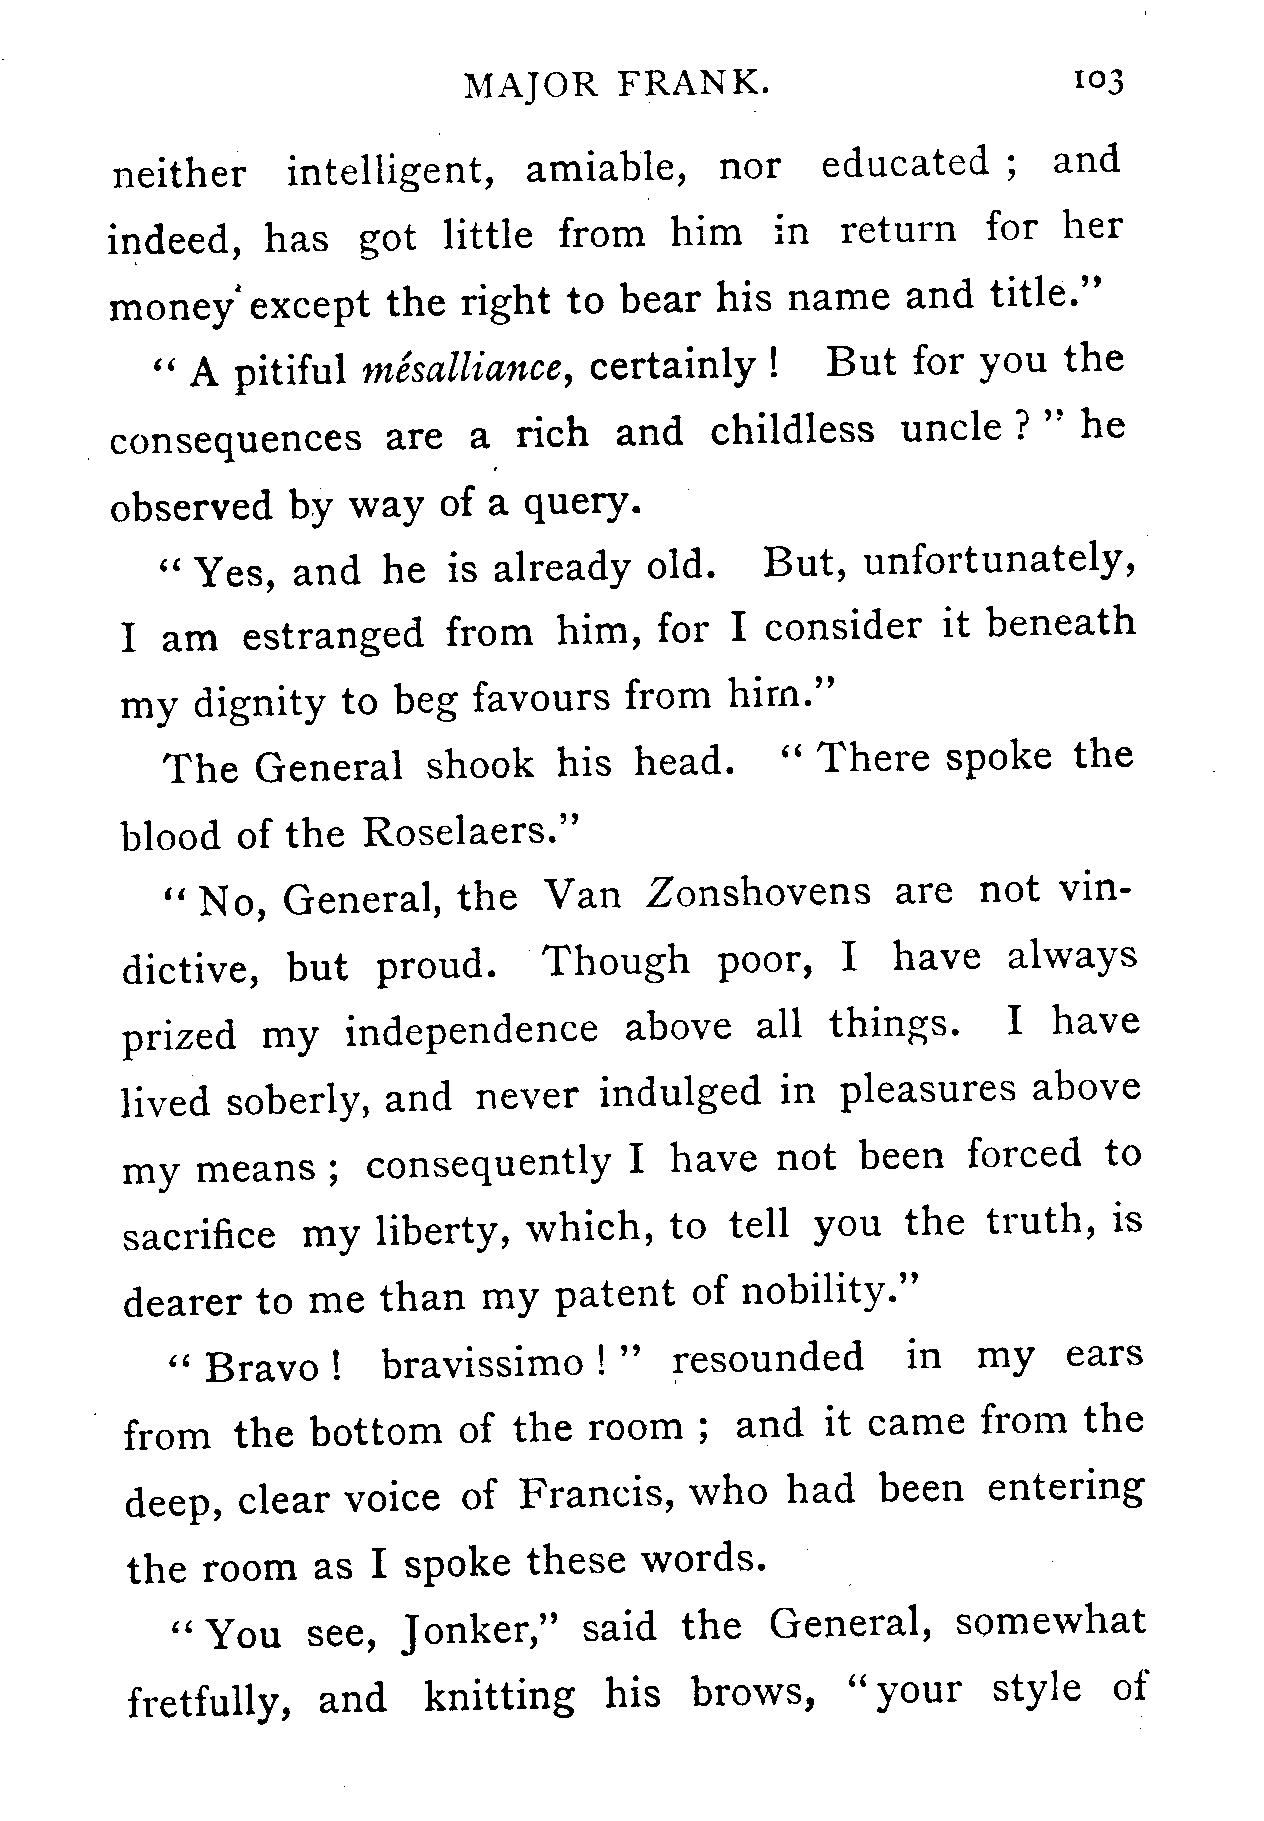 MAJOR FRANK. 103
neither intelligent, amiable, nor educated ; and
indeed, has got little from him in return for her
money except the right to bear his name and title.”
“ A pitiful mésalliance, certainly ! But for you the
consequences are a rich and childless uncle ? ” he
observed by way of a query.
“ Yes, and he is already old. But, unfortunately,
I am estranged from him, for I consider it beneath
my dignity to beg favours from him.”
The General shook his head. “ There spoke the
blood of the Roselaers.”
“ No, General, the Van Zonshovens are not vin-
dictive, but proud. Though poor, I have always
prized my independence above all things. I have
lived soberly, and never indulged in pleasures above
my means ; consequently I have not been forced to
sacrifice my liberty, which, to tell you the truth, is
dearer to me than my patent of nobility.”
“ Bravo ! bravissimo ! ” resounded in my ears
from the bottom of the room ; and it came from the
deep, clear voice of Francis, who had been entering
the room as I spoke these words.
“ You see, Jonker,” said the General, somewhat
fretfully, and knitting his brows, “ your style of